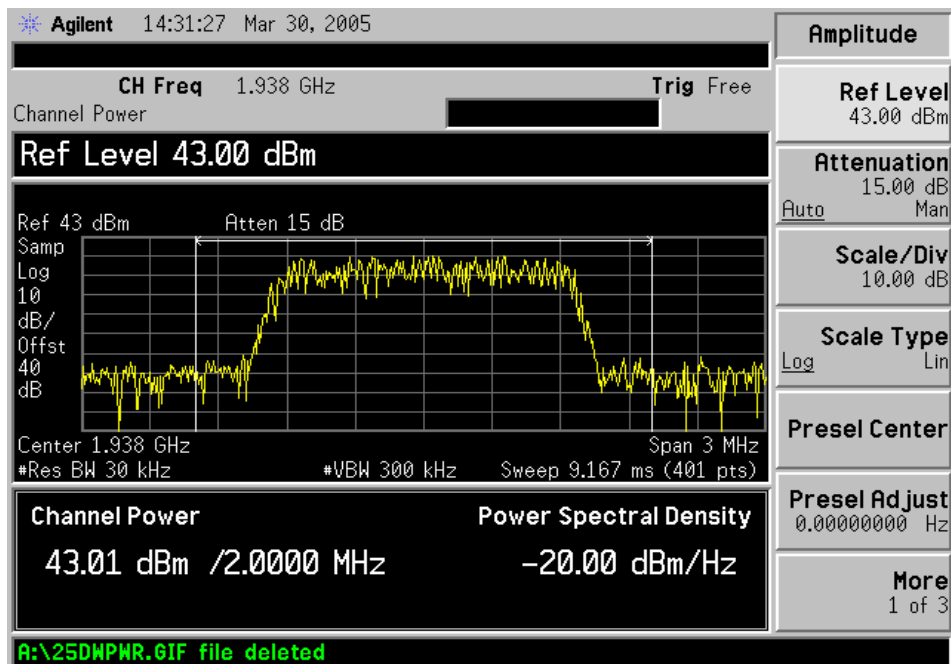 Agilent 14:31:27 Mar 30, 2005
CH Freq 1.938 GHz Trig Free
Channel Power
Ref Level 43.00 dBm
Ref 43 dBm Atten 15 dB
Samp
Log
10
dB/
Offst
40
dB
Center 1.938 GHz Span 3 MHz
#Res BW 30 kHz #VBW 300 kHz Sweep 9.167 ms (401 pts)
Channel Power Power Spectral Density
43.01 dBm /2.0000 MHz -20.00 dBm/Hz
A:\25DWPWR.GIF file deleted
Amplitude
Ref Level
43.00 dBm
Attenuation
15.00 dB
Auto Man
Scale/Div
10.00 dB
Scale Type
Log Lin
Presel Center
Presel Adjust
0.00000000 Hz
More
1 of 3